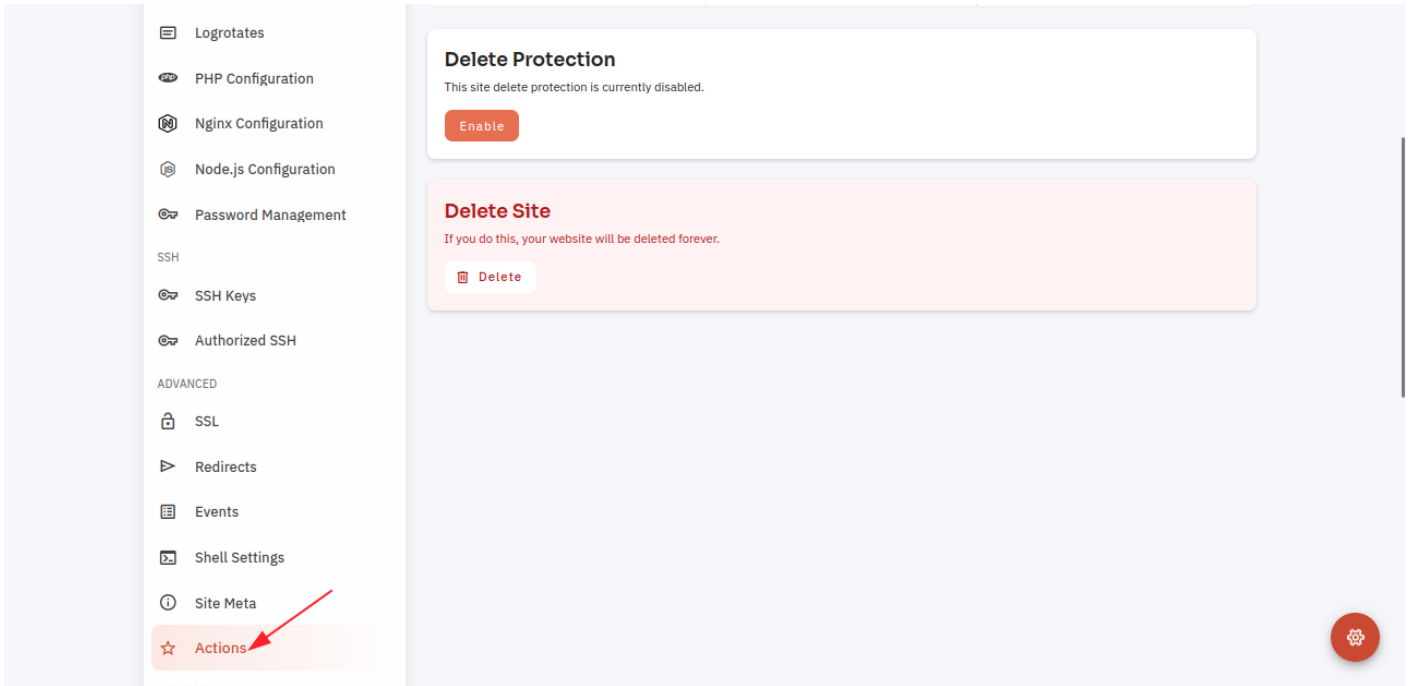 Logrotates
PHP Configuration
Nginx Configuration
Node.js Configuration
Password Management
SSH
SSH Keys
Authorized SSH
ADVANCED
SSL
Redirects
Events
Shell Settings
Site Meta
Actions
Delete Protection
This site delete protection is currently disabled.
Enable
Delete Site
If you do this, your website will be deleted forever.
Delete